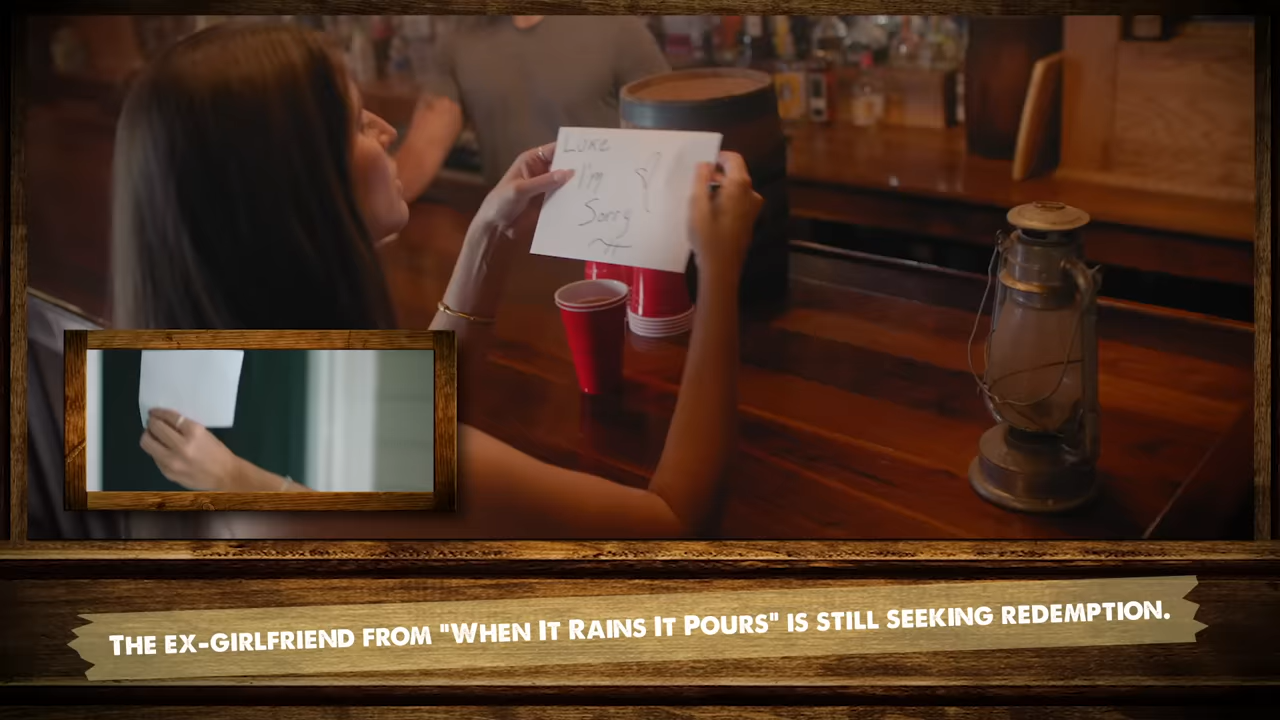 Luke
I'm
Sorry
THE EX-GIRLFRIEND FROM "WHEN IT RAINS IT POURS" IS STILL SEEKING REDEMPTION.